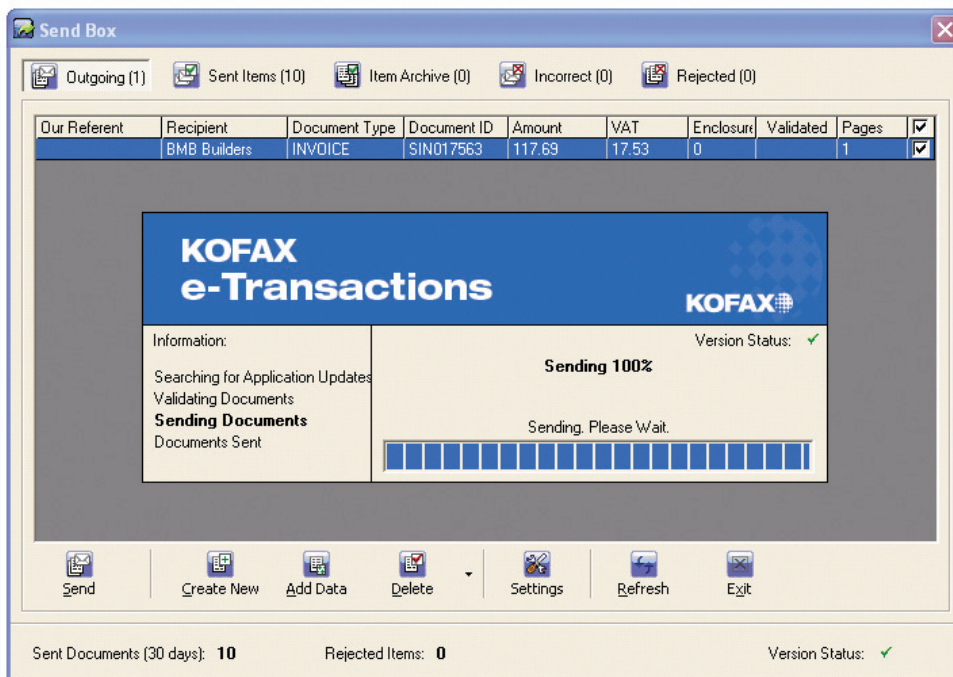 Send Box
Outgoing (1) Sent Items (10) Item Archive (0) Incorrect (0) Rejected (0)
Our Referent Recipient Document Type Document ID Amount VAT Enclosure Validated Pages
BMB Builders INVOICE SIN017563 117.69 17.53 0 1
KOFAX
e-Transactions
KOFAX
Information:
Version Status:
Sending 100%
Searching for Application Updates
Validating Documents
Sending Documents
Documents Sent
Sending. Please Wait.
Send Create New Add Data Delete Settings Refresh Exit
Sent Documents (30 days): 10 Rejected Items: 0 Version Status: